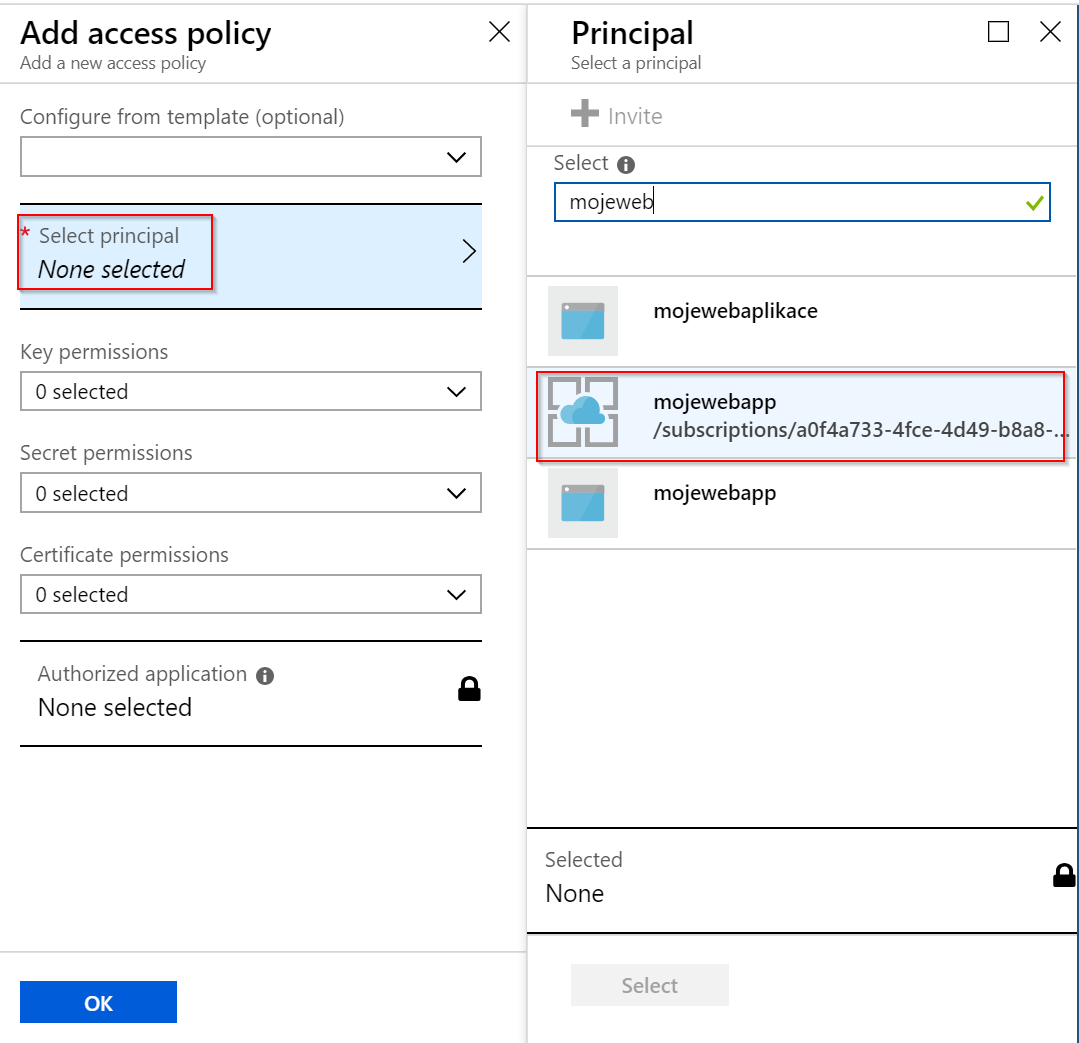 Add access policy
Add a new access policy
Configure from template (optional)
* Select principal
None selected
Key permissions
0 selected
Secret permissions
0 selected
Certificate permissions
0 selected
Authorized application
None selected
OK
Principal
Select a principal
Invite
Select
mojeweb
mojewebaplikace
mojewebapp
/subscriptions/a0f4a733-4fce-4d49-b8a8-...
mojewebapp
Selected
None
Select